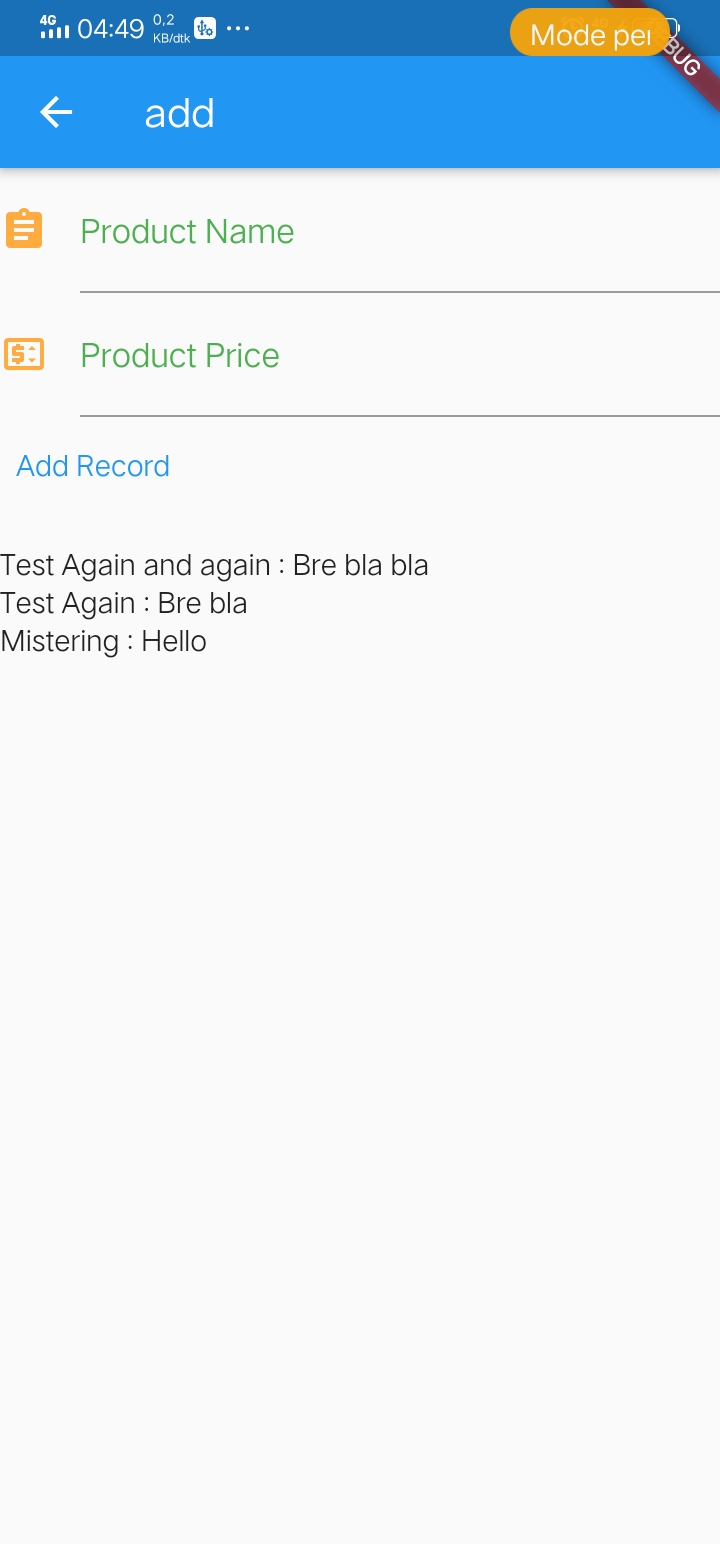 4G 04:49 0,2 KB/dtk ...
Mode per
BUG
add
Product Name
Product Price
Add Record
Test Again and again : Bre bla bla
Test Again : Bre bla
Mistering : Hello